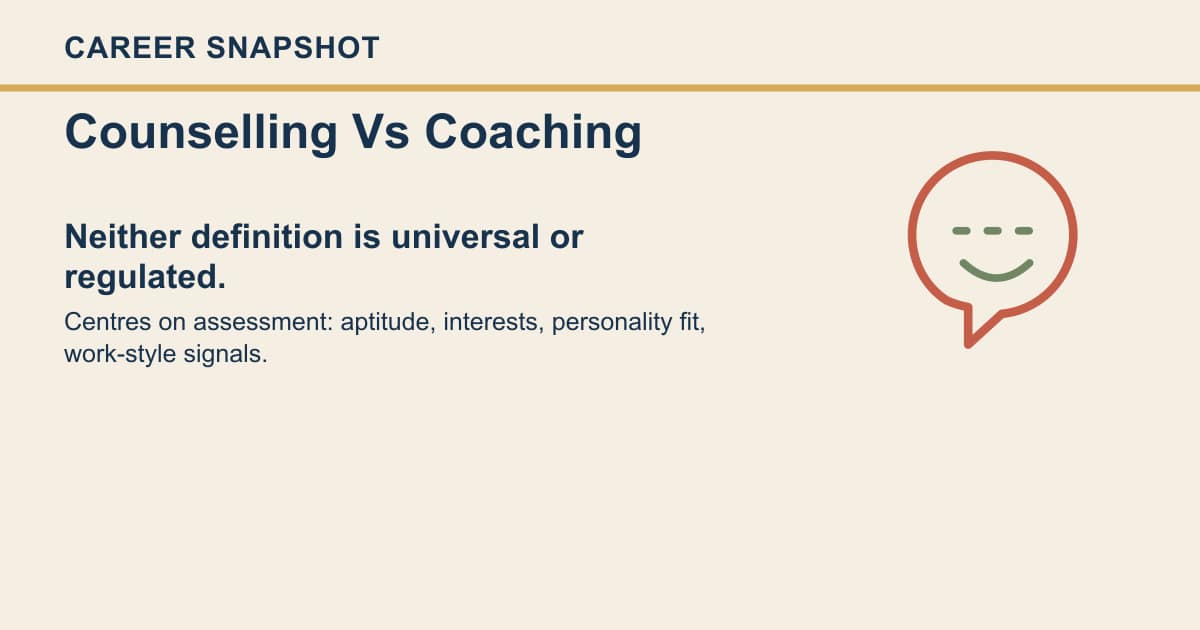 CAREER SNAPSHOT
Counselling Vs Coaching
Neither definition is universal or
regulated.
Centres on assessment: aptitude, interests, personality fit,
work-style signals.